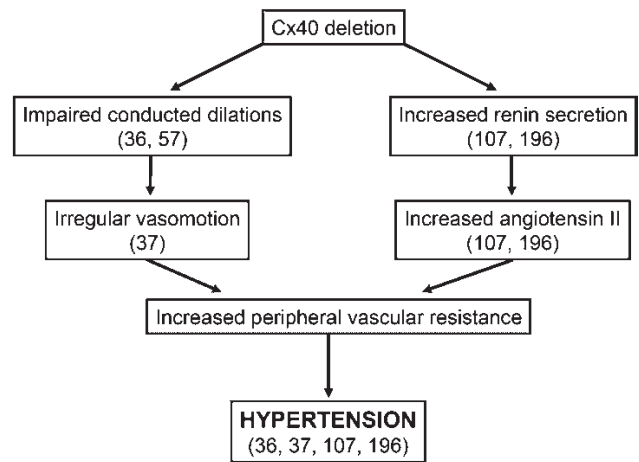 Cx40 deletion
Impaired conducted dilations
(36, 57)
Increased renin secretion
(107, 196)
Irregular vasomotion
(37)
Increased angiotensin II
(107, 196)
Increased peripheral vascular resistance
HYPERTENSION
(36, 37, 107, 196)